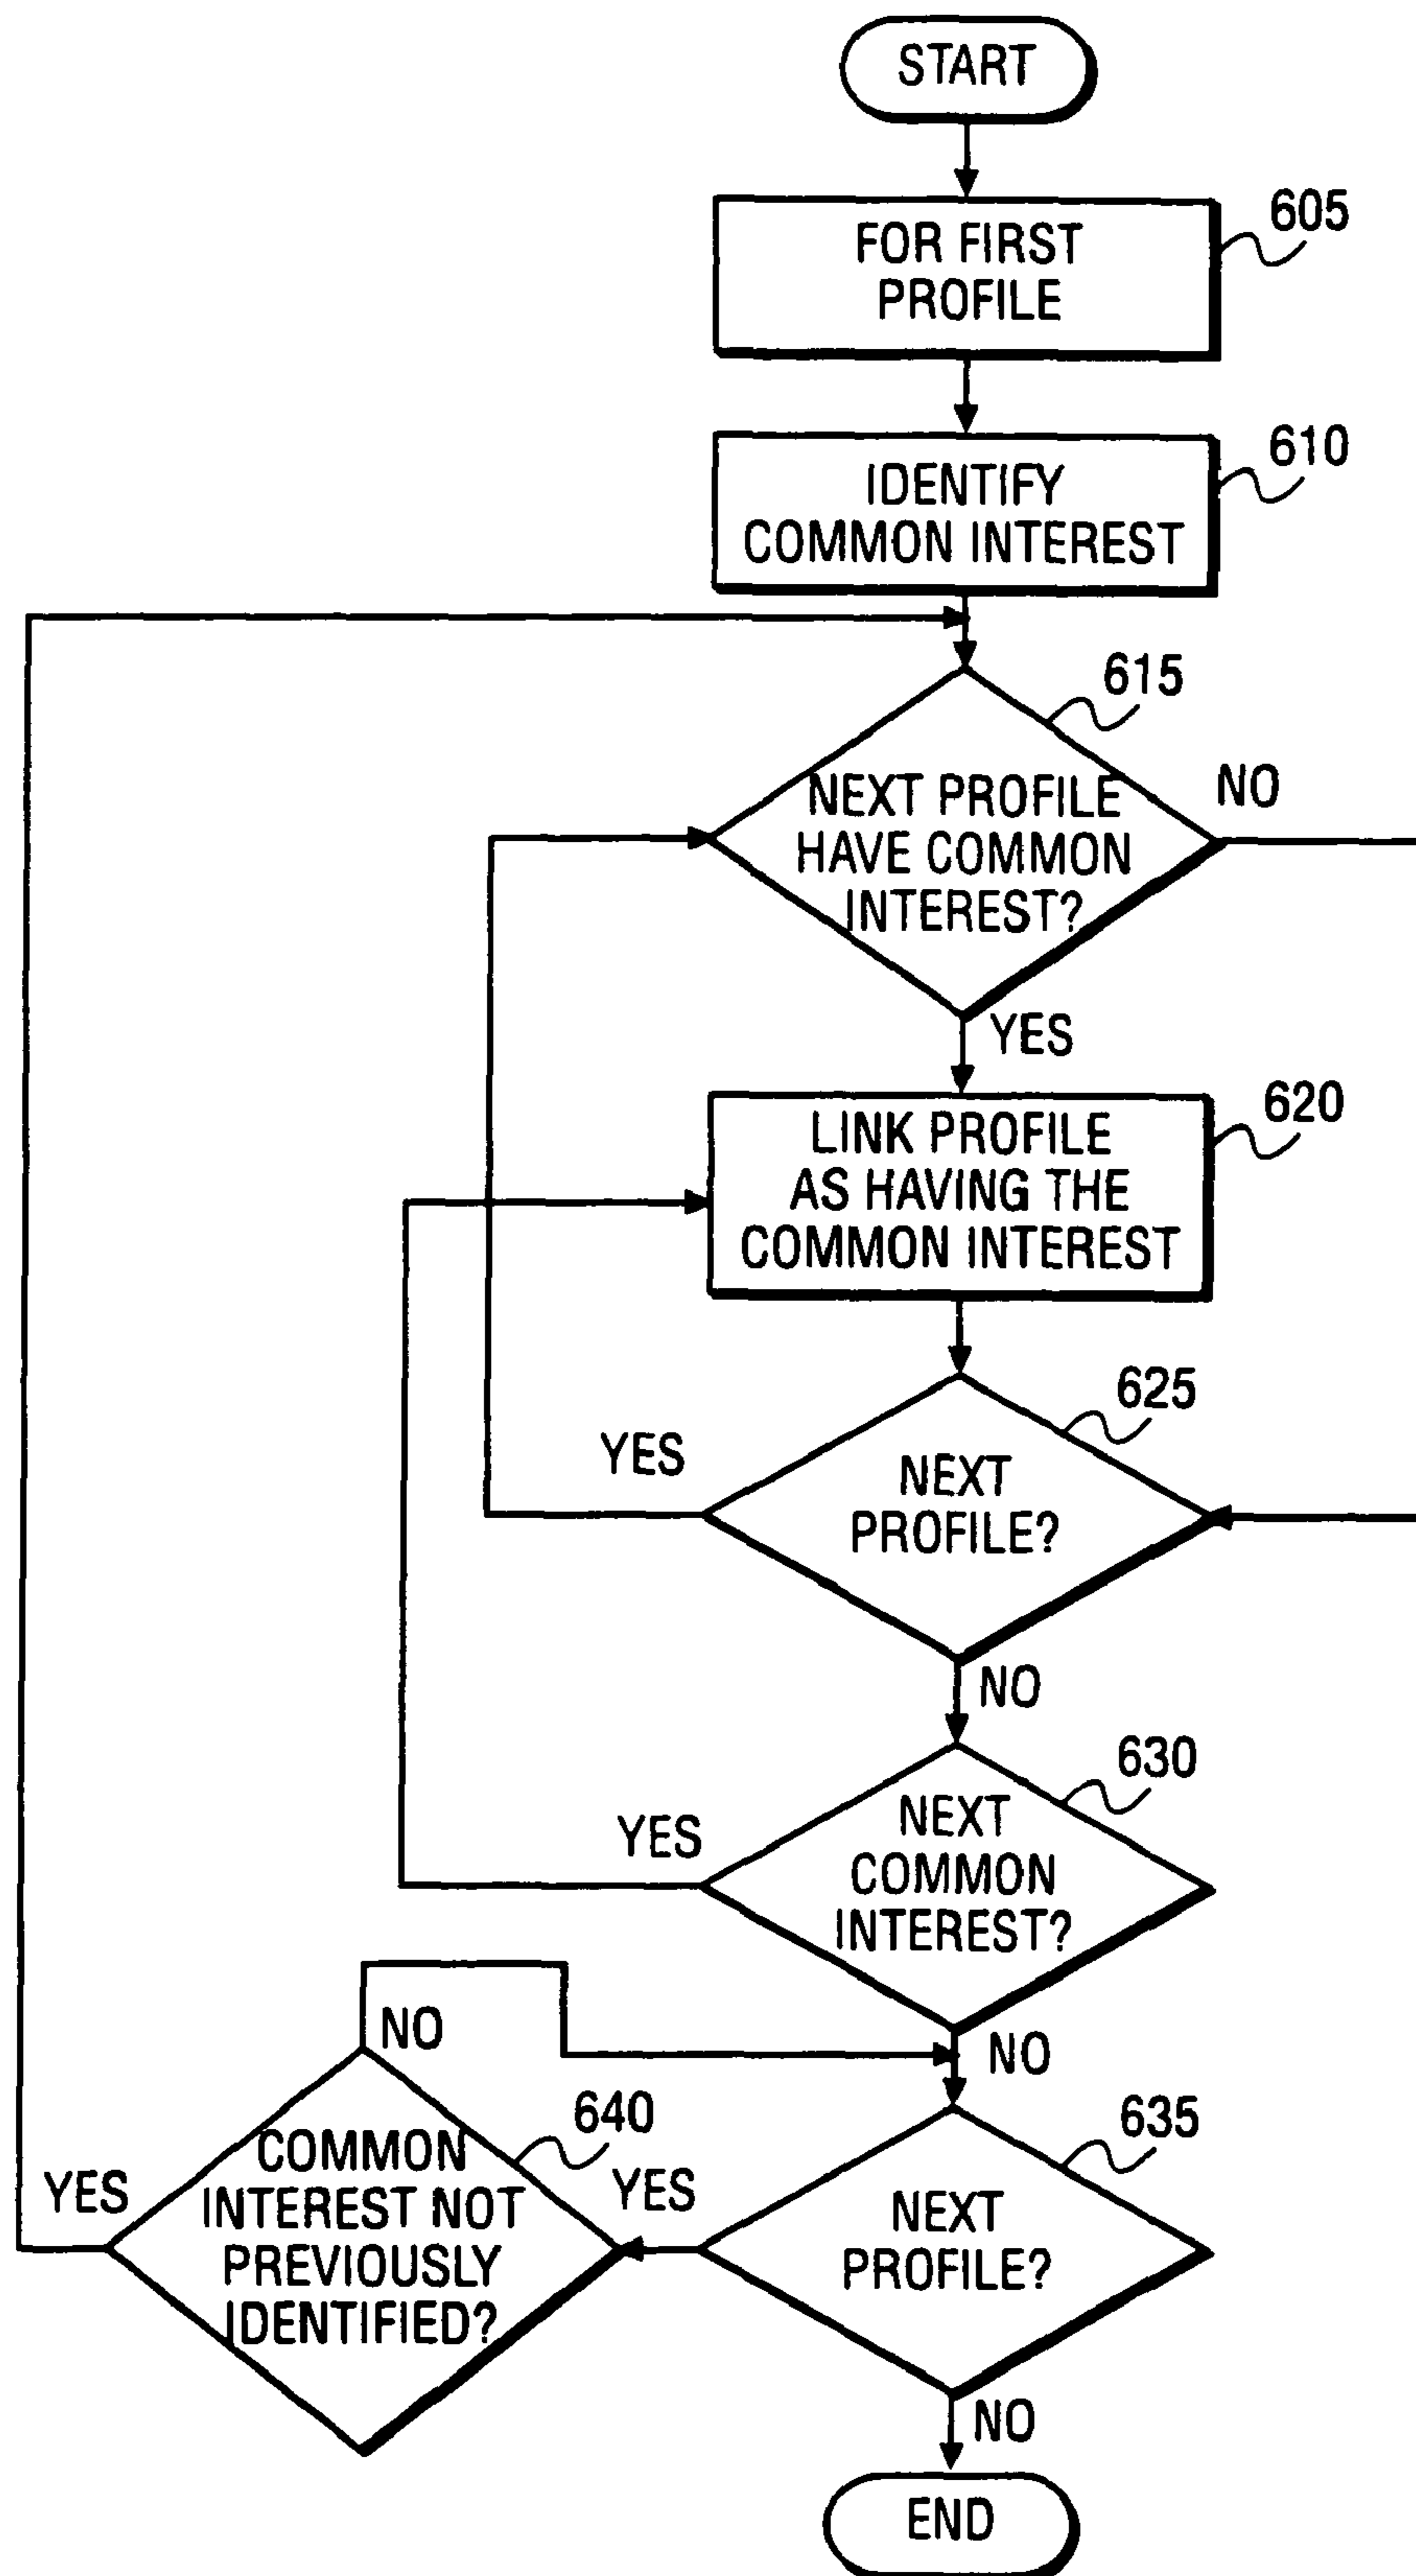 START
FOR FIRST
PROFILE
605
IDENTIFY
COMMON INTEREST
610
615
NEXT PROFILE
HAVE COMMON
INTEREST?
NO
YES
LINK PROFILE
AS HAVING THE
COMMON INTEREST
620
625
YES
NEXT
PROFILE?
NO
630
YES
NEXT
COMMON
INTEREST?
NO
NO
640
635
COMMON
INTEREST NOT
PREVIOUSLY
IDENTIFIED?
YES
YES
NEXT
PROFILE?
NO
END